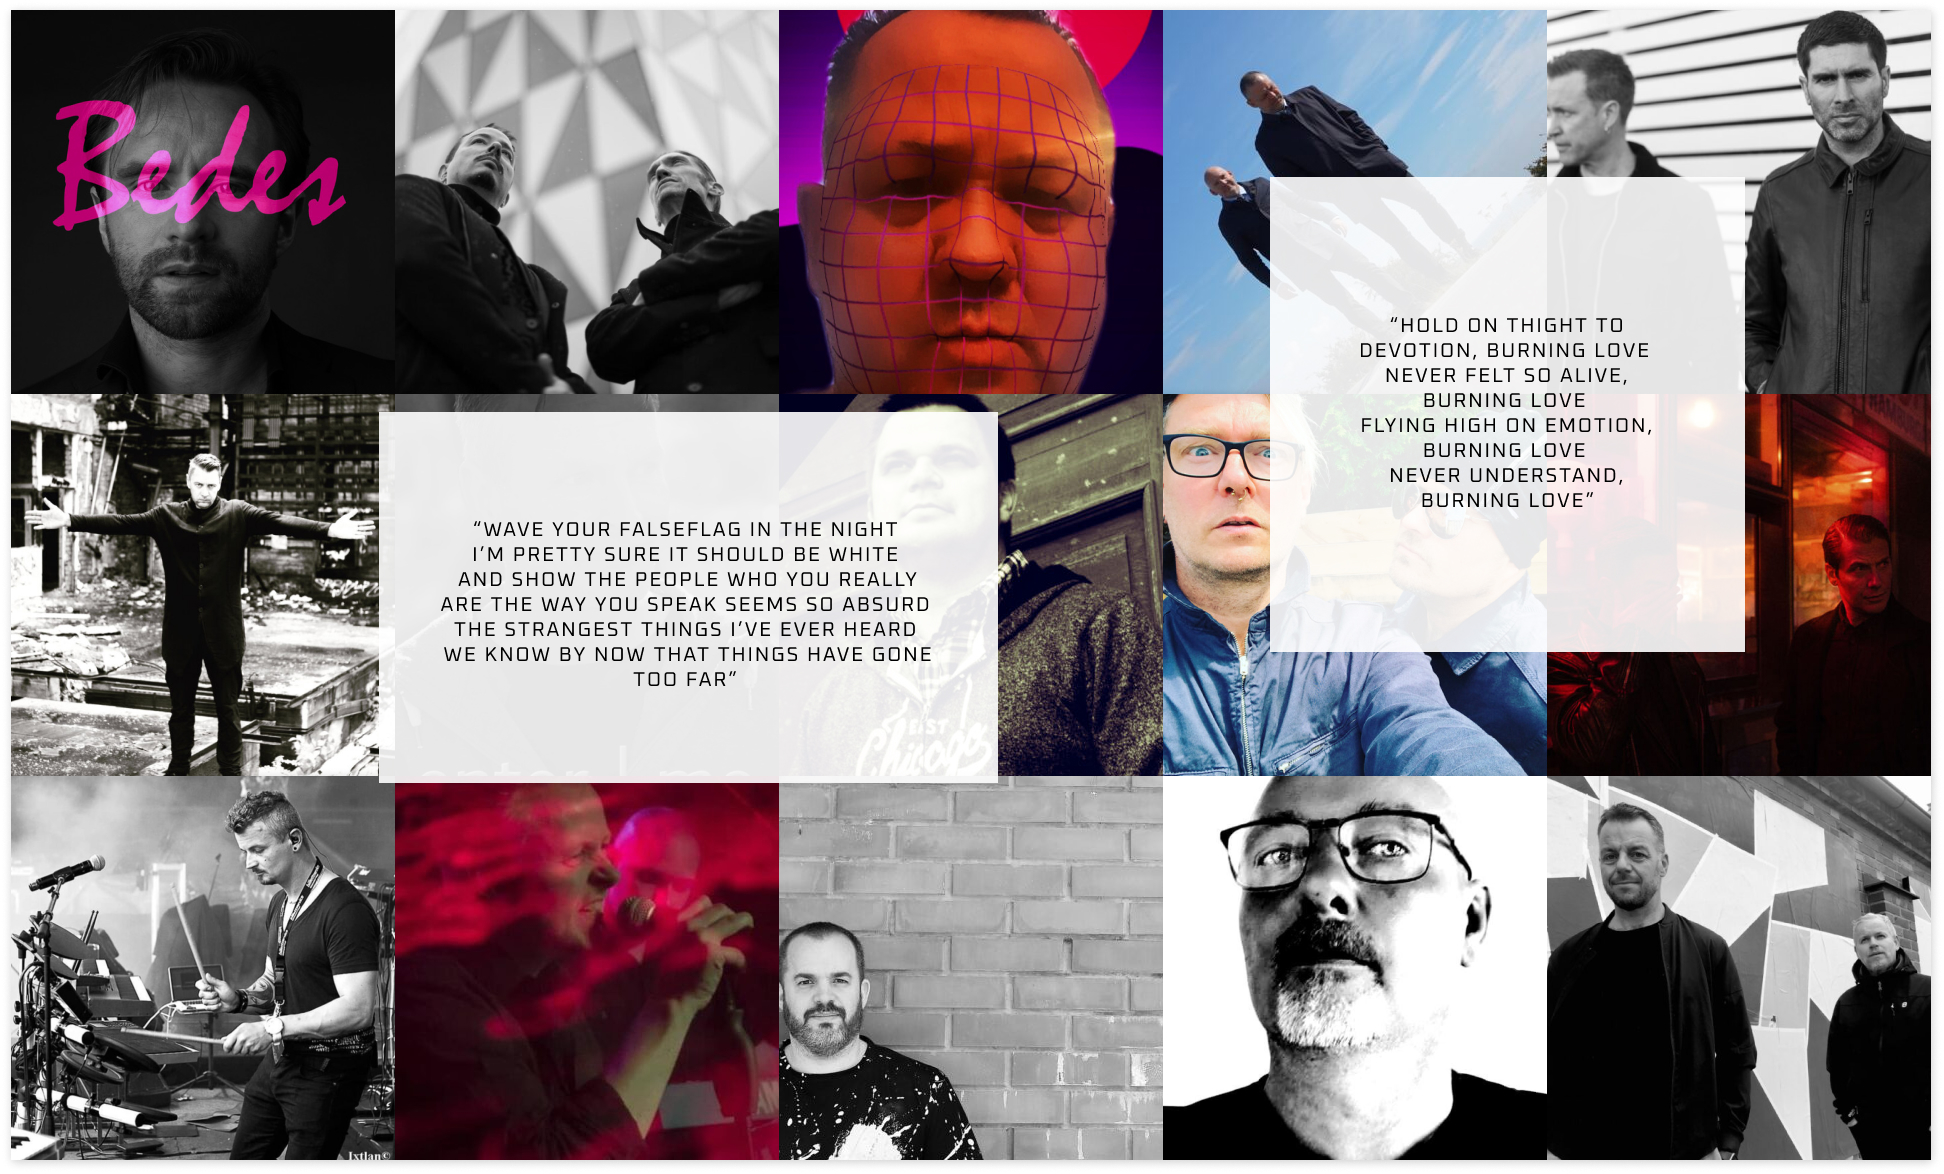 Bedes
“HOLD ON THIGHT TO
DEVOTION, BURNING LOVE
NEVER FELT SO ALIVE,
BURNING LOVE
FLYING HIGH ON EMOTION,
BURNING LOVE
NEVER UNDERSTAND,
BURNING LOVE”
“WAVE YOUR FALSEFLAG IN THE NIGHT
I’M PRETTY SURE IT SHOULD BE WHITE
AND SHOW THE PEOPLE WHO YOU REALLY
ARE THE WAY YOU SPEAK SEEMS SO ABSURD
THE STRANGEST THINGS I’VE EVER HEARD
WE KNOW BY NOW THAT THINGS HAVE GONE
TOO FAR”
EAST
Chicago
Ixtlan©